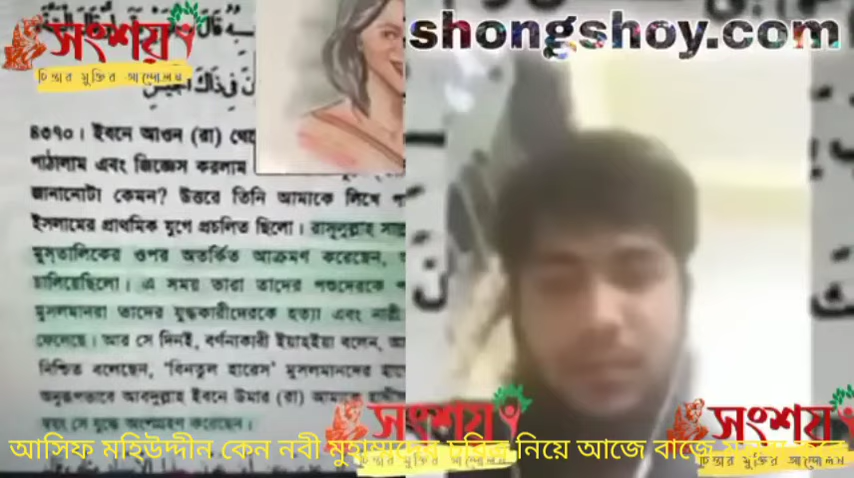 সংশয়
চিন্তার মুক্তির আন্দোলন
shongshoy.com
৪৩৭০। ইবনে আওন (রা) থেকে
পাঠালাম এবং জিজ্ঞেস করলাম
জানানোটা কেমন? উত্তরে তিনি আমাকে লিখে
ইসলামের প্রাথমিক যুগে প্রচলিত ছিলো। রাসূলুল্লাহ
মুস্তালিকের ওপর অতর্কিত আক্রমণ করেছেন,
চালিয়েছিলো। এ সময় তারা তাদের পশুদেরকে
মুসলমানরা তাদের যুদ্ধকারীদেরকে হত্যা এবং নারী
ফেলেছে। আর সে দিনই, বর্ণনাকারী ইয়াহইয়া বলেন,
নিশ্চিত বলেছেন, 'বিনতুল হারেস' মুসলমানদের
অনুরূপভাবে আবদুল্লাহ ইবনে উমার (রা) আমাকে
স্বয়ং সে যুদ্ধে অংশগ্রহণ করেছেন।
সংশয়
চিন্তার মুক্তির আন্দোলন
সংশয়
চিন্তার মুক্তির আন্দোলন
আসিফ মহিউদ্দীন কেন নবী মুহাম্মদের চরিত্র নিয়ে আজে বাজে